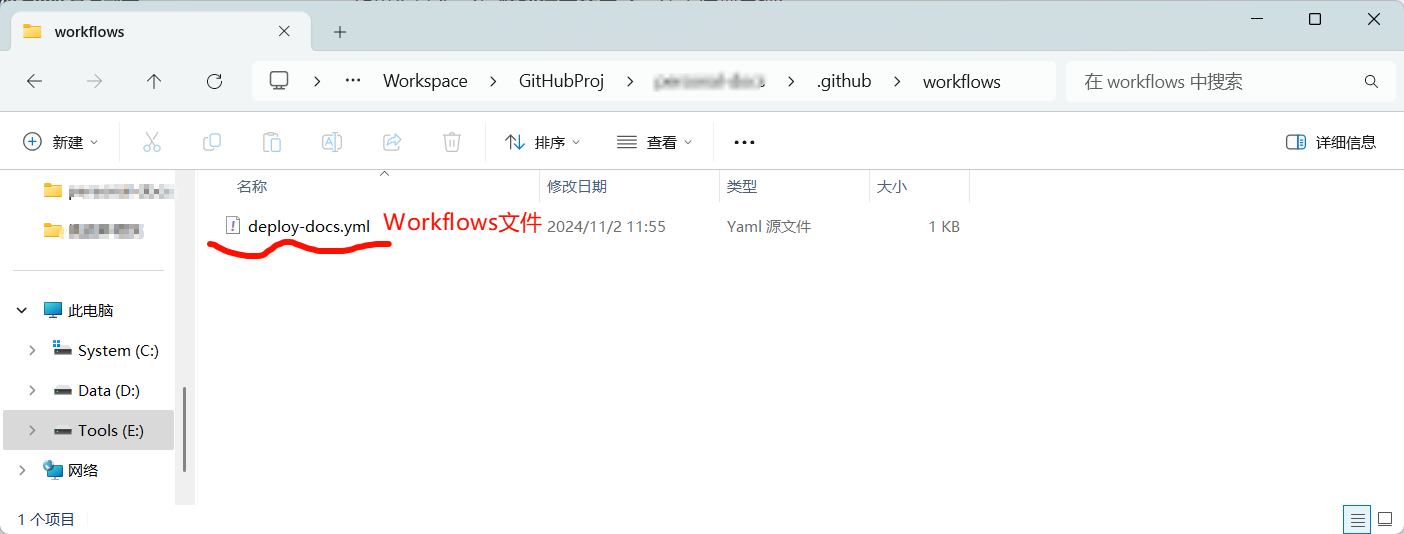 workflows
Workspace
GitHubProj
.github
workflows
在 workflows 中搜索
新建
排序
查看
详细信息
名称
修改日期
类型
大小
deploy-docs.yml
Workflows文件
2024/11/2 11:55
Yaml 源文件
1 KB
此电脑
System (C:)
Data (D:)
Tools (E:)
网络
1 个项目